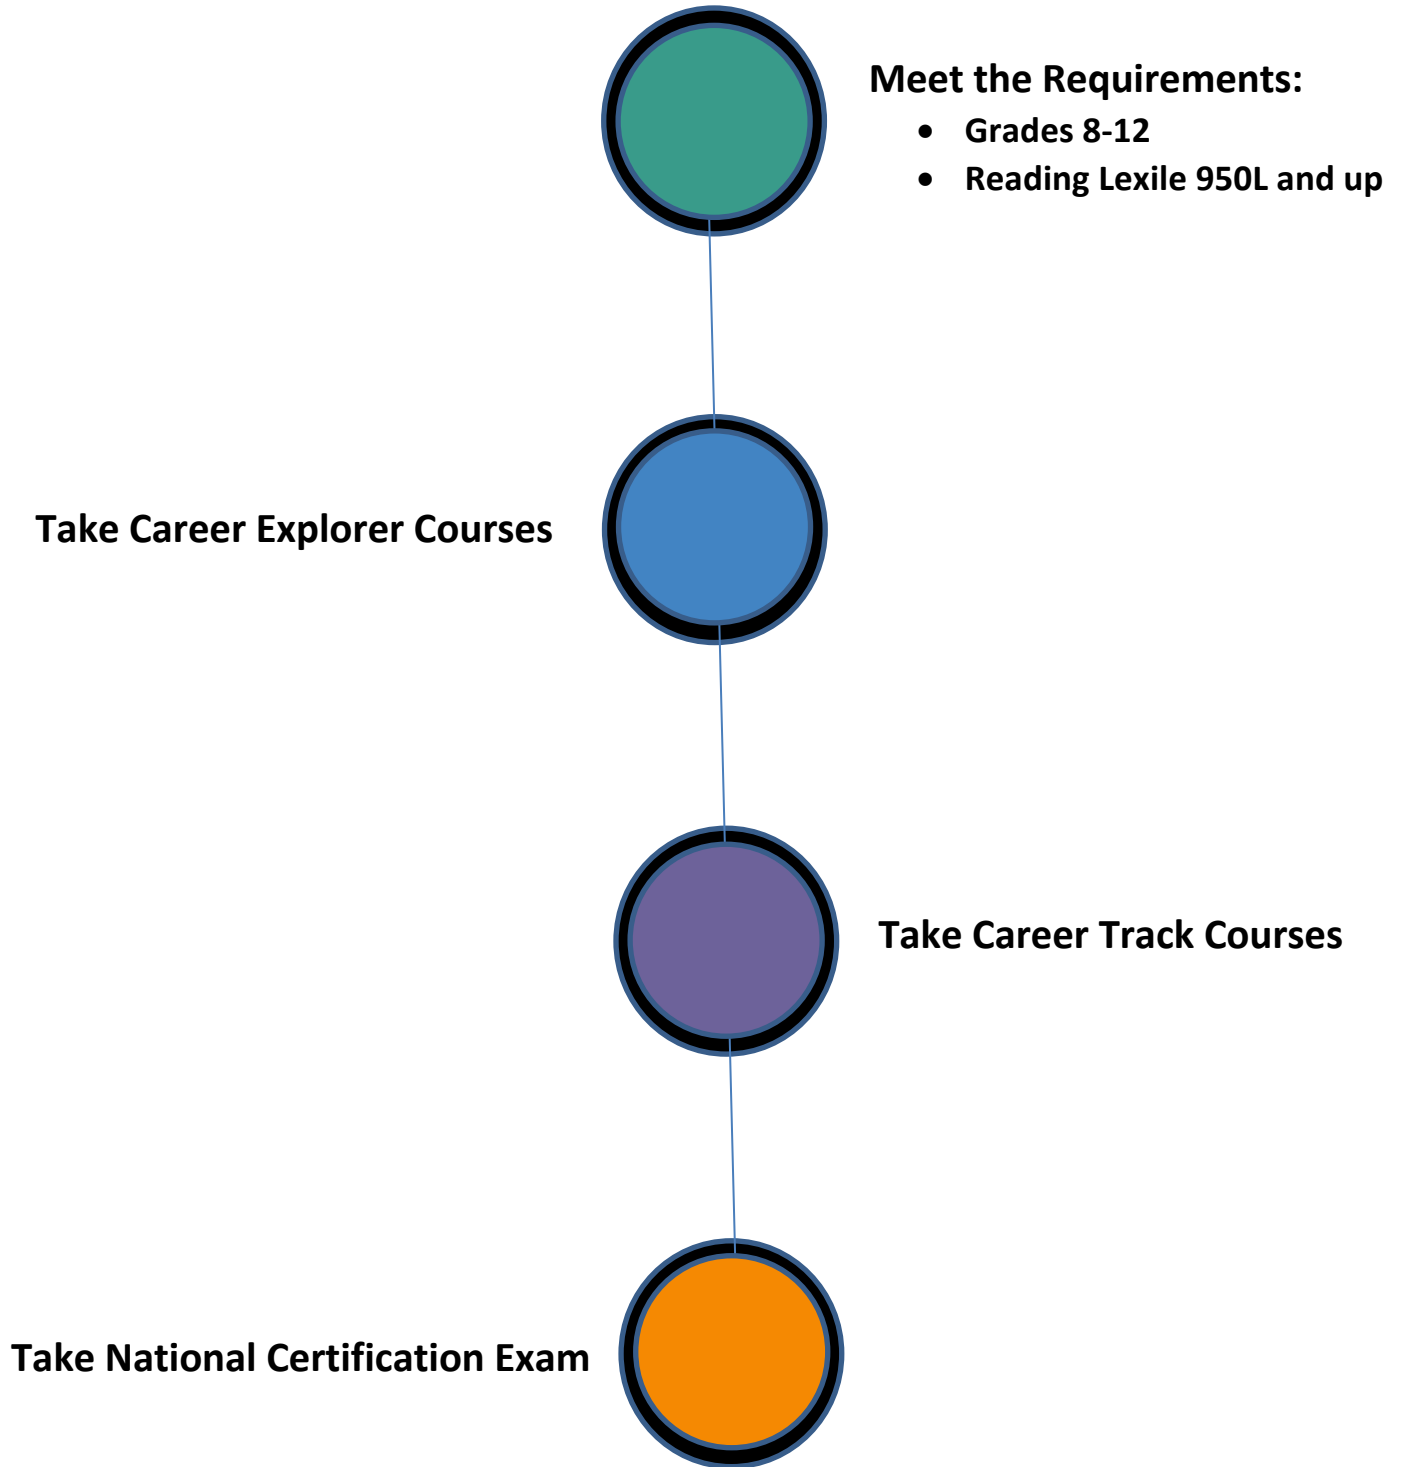 Meet the Requirements:
• Grades 8-12
• Reading Lexile 950L and up
Take Career Explorer Courses
Take Career Track Courses
Take National Certification Exam